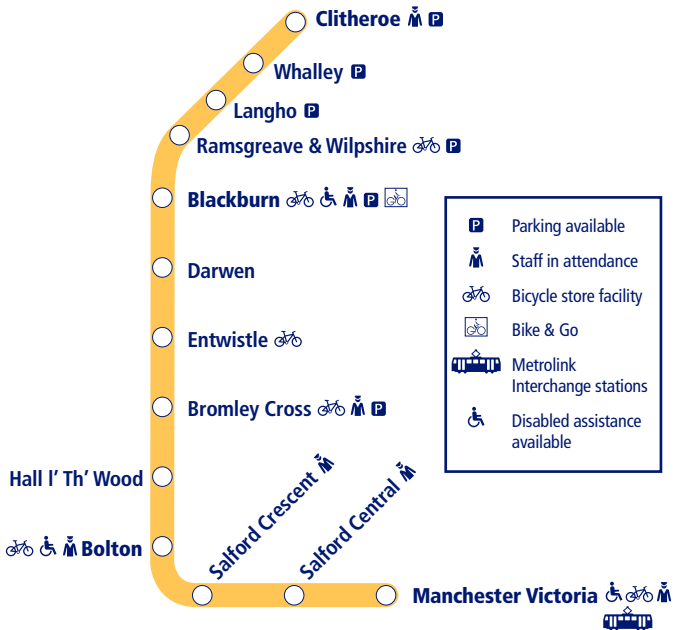 Clitheroe P
Whalley P
Langho P
Ramsgreave & Wilpshire P
Blackburn P
Darwen
Entwistle
Bromley Cross P
Hall I' Th' Wood
Bolton
Salford Crescent
Salford Central
Manchester Victoria
P Parking available
Staff in attendance
Bicycle store facility
Bike & Go
Metrolink
Interchange stations
Disabled assistance
available